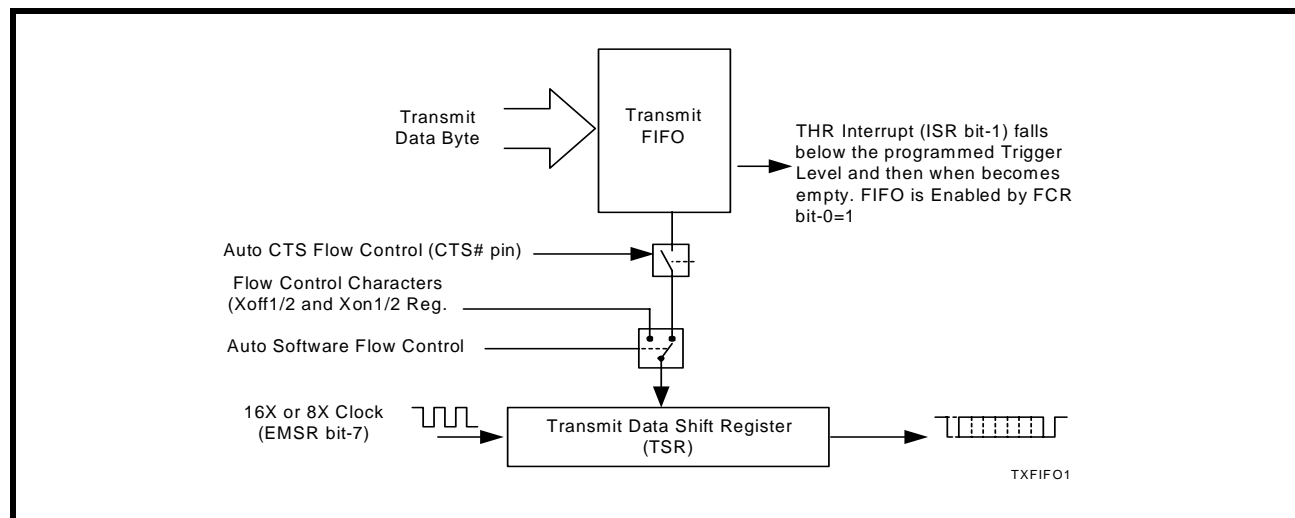 Transmit
Data Byte
Transmit
FIFO
THR Interrupt (ISR bit-1) falls
below the programmed Trigger
Level and then when becomes
empty. FIFO is Enabled by FCR
bit-0=1
Auto CTS Flow Control (CTS# pin)
Flow Control Characters
(Xoff1/2 and Xon1/2 Reg.
Auto Software Flow Control
16X or 8X Clock
(EMSR bit-7)
Transmit Data Shift Register
(TSR)
TXFIFO1